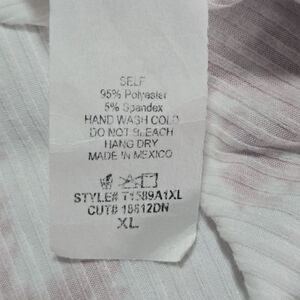 SELF
95% Polyester
5% Spandex
HAND WASH COLD
DO NOT BLEACH
HANG DRY
MADE IN MEXICO
STYLE# T1589A1XL
CUT# 18612DN
XL